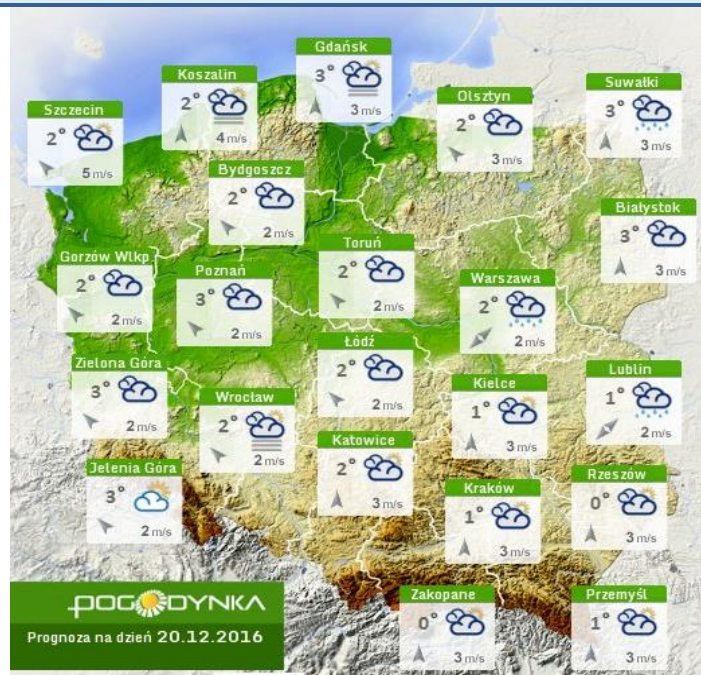 Gdańsk
3°
3 m/s
Koszalin
2°
4 m/s
Olsztyn
2°
3 m/s
Suwałki
3°
3 m/s
Szczecin
2°
5 m/s
Bydgoszcz
2°
2 m/s
Białystok
3°
3 m/s
Toruń
2°
2 m/s
Gorzów Wlkp.
2°
2 m/s
Poznań
3°
2 m/s
Warszawa
2°
2 m/s
Łódź
2°
2 m/s
Zielona Góra
3°
2 m/s
Kielce
1°
3 m/s
Lublin
1°
2 m/s
Wrocław
2°
2 m/s
Katowice
2°
3 m/s
Jelenia Góra
3°
2 m/s
Rzeszów
0°
3 m/s
Kraków
1°
3 m/s
Zakopane
0°
3 m/s
Przemyśl
1°
3 m/s
POGODYNKA
Prognoza na dzień 20.12.2016